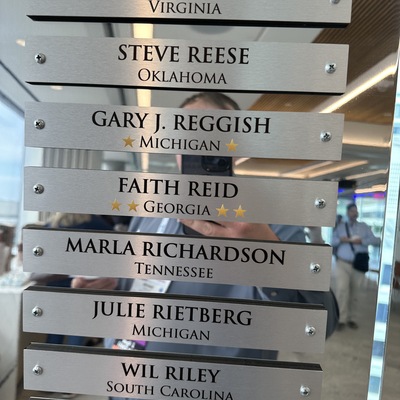 VIRGINIA
STEVE REESE
OKLAHOMA
GARY J. REGGISH
★ MICHIGAN ★
FAITH REID
★★ GEORGIA ★★
MARLA RICHARDSON
TENNESSEE
JULIE RIETBERG
MICHIGAN
WIL RILEY
SOUTH CAROLINA